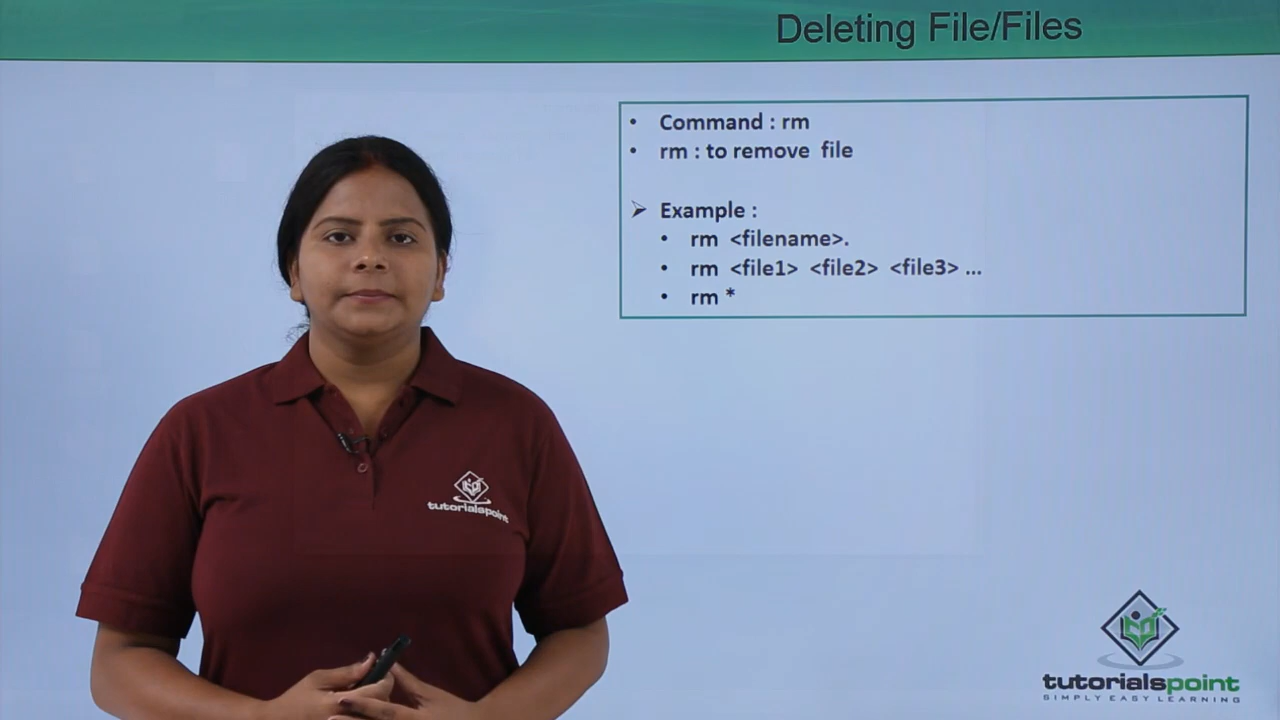 Deleting File/Files
• Command : rm
• rm : to remove file
➢ Example :
• rm <filename>.
• rm <file1> <file2> <file3> ...
• rm *
tutorialspoint
tutorialspoint
SIMPLY EASY LEARNING